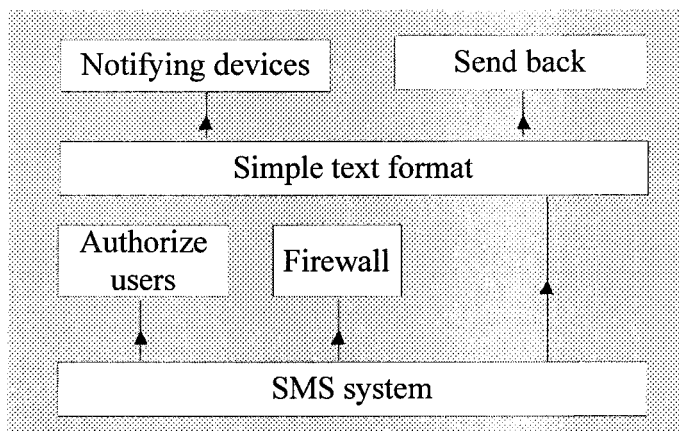 Notifying devices
Send back
Simple text format
Authorize
users
Firewall
SMS system